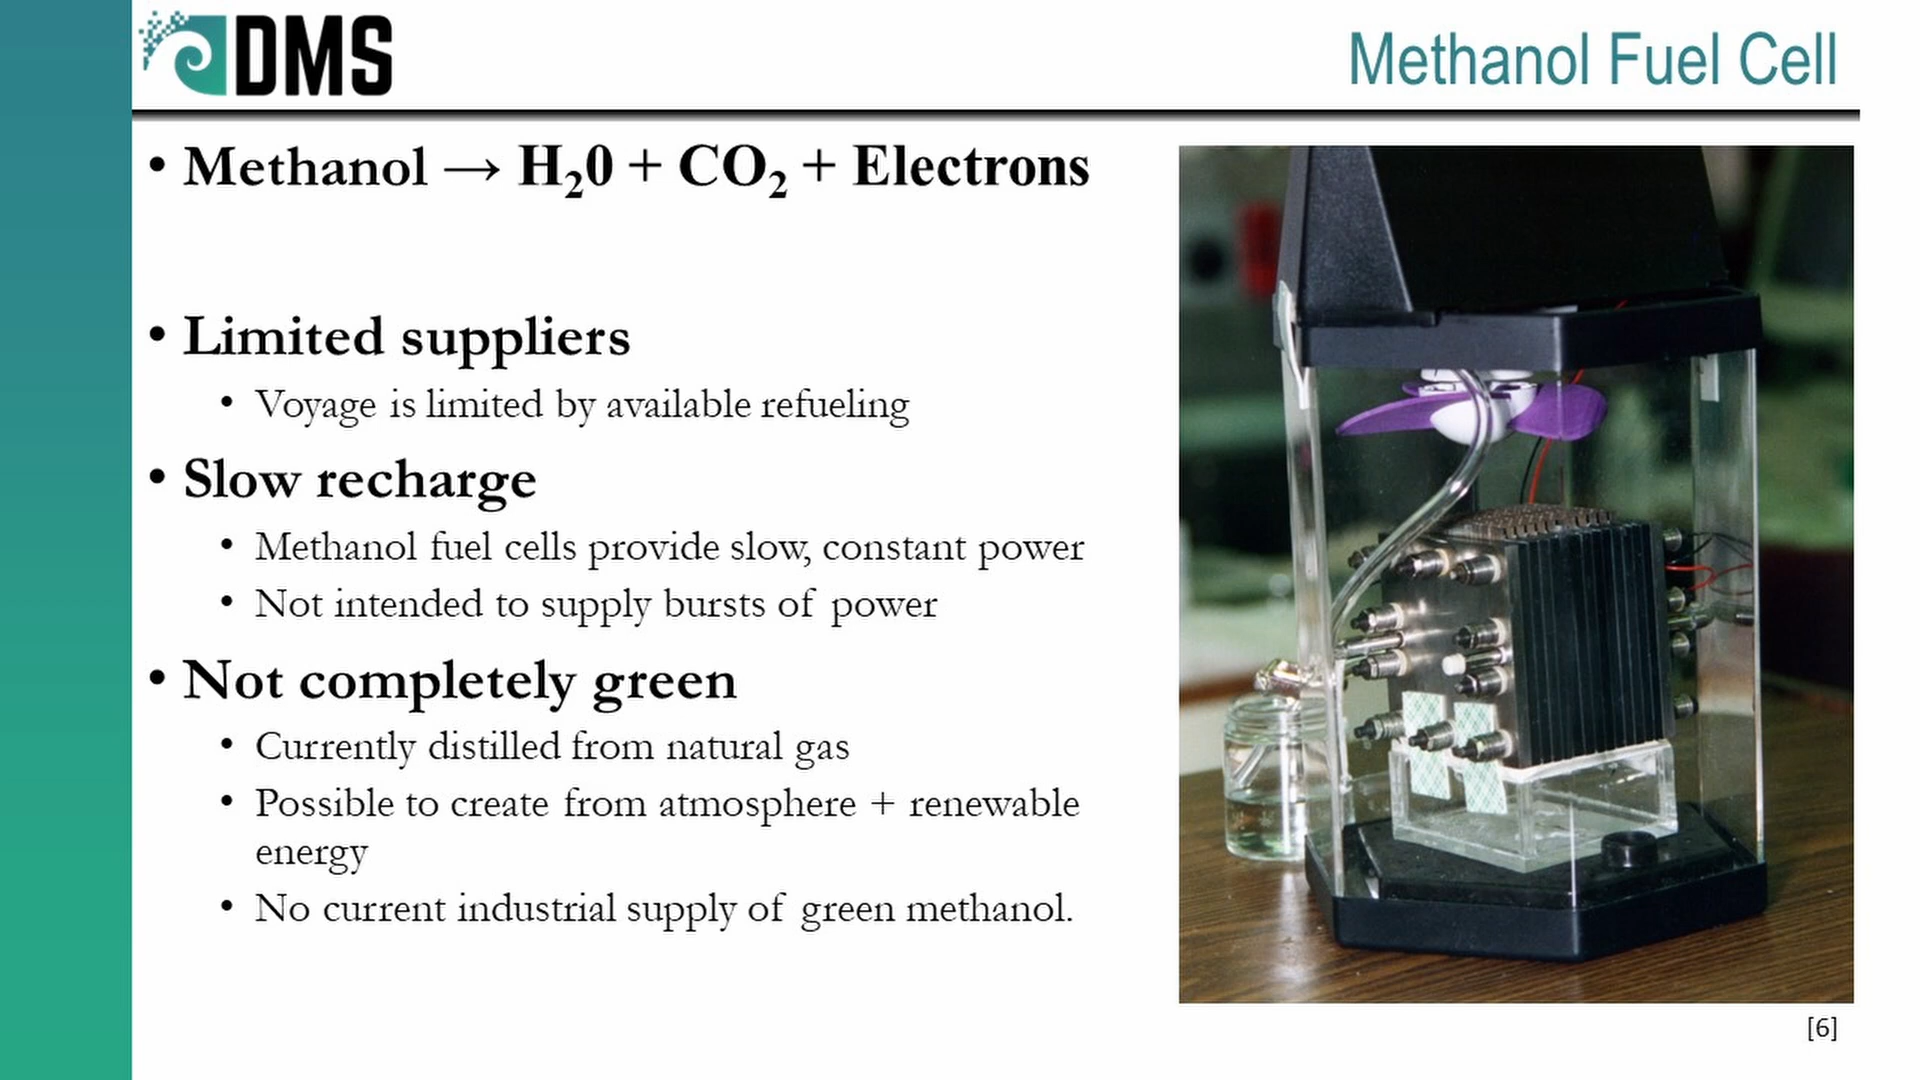 DMS
Methanol Fuel Cell
• Methanol → H₂0 + CO₂ + Electrons
• Limited suppliers
• Voyage is limited by available refueling
• Slow recharge
• Methanol fuel cells provide slow, constant power
• Not intended to supply bursts of power
• Not completely green
• Currently distilled from natural gas
• Possible to create from atmosphere + renewable
energy
• No current industrial supply of green methanol.
[6]